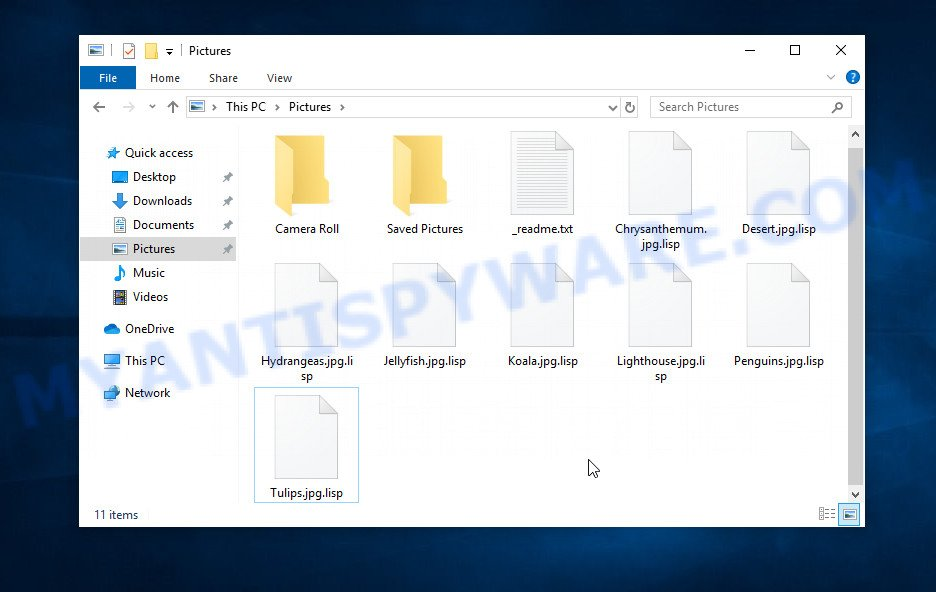 Pictures
File Home Share View
This PC Pictures
Search Pictures
Quick access
Desktop
Downloads
Documents
Pictures
Music
Videos
OneDrive
This PC
Network
Camera Roll
Saved Pictures
_readme.txt
Chrysanthemum.
jpg.lisp
Desert.jpg.lisp
Hydrangeas.jpg.li
sp
Jellyfish.jpg.lisp
Koala.jpg.lisp
Lighthouse.jpg.li
sp
Penguins.jpg.lisp
Tulips.jpg.lisp
11 items
MYANTISPYWARE.COM